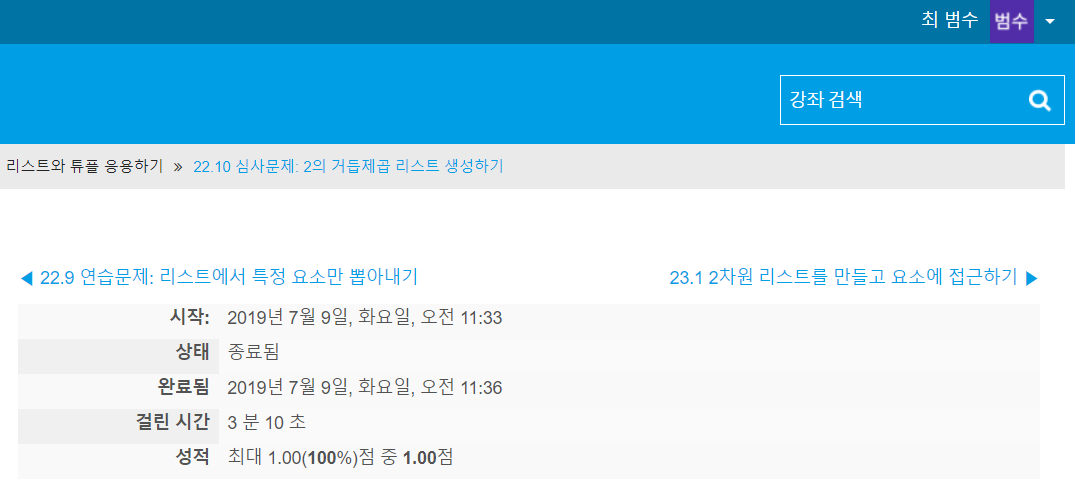 최 범수 범수
강좌 검색
리스트와 튜플 응용하기 » 22.10 심사문제: 2의 거듭제곱 리스트 생성하기
◀ 22.9 연습문제: 리스트에서 특정 요소만 뽑아내기 23.1 2차원 리스트를 만들고 요소에 접근하기 ▶
시작: 2019년 7월 9일, 화요일, 오전 11:33
상태 종료됨
완료됨 2019년 7월 9일, 화요일, 오전 11:36
걸린 시간 3 분 10 초
성적 최대 1.00(100%)점 중 1.00점